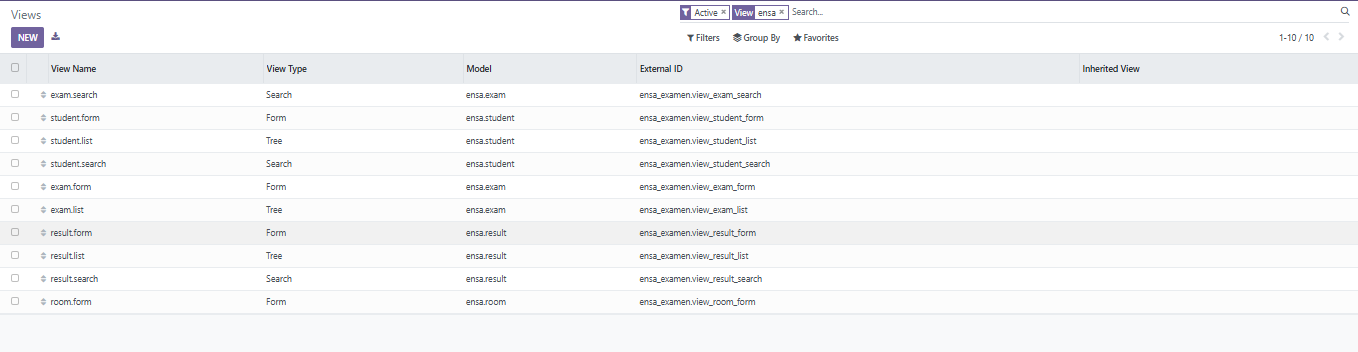 Views
Active × View ensa × Search...
NEW
Filters Group By Favorites 1-10 / 10
View Name View Type Model External ID Inherited View
exam.search Search ensa.exam ensa_examen.view_exam_search
student.form Form ensa.student ensa_examen.view_student_form
student.list Tree ensa.student ensa_examen.view_student_list
student.search Search ensa.student ensa_examen.view_student_search
exam.form Form ensa.exam ensa_examen.view_exam_form
exam.list Tree ensa.exam ensa_examen.view_exam_list
result.form Form ensa.result ensa_examen.view_result_form
result.list Tree ensa.result ensa_examen.view_result_list
result.search Search ensa.result ensa_examen.view_result_search
room.form Form ensa.room ensa_examen.view_room_form